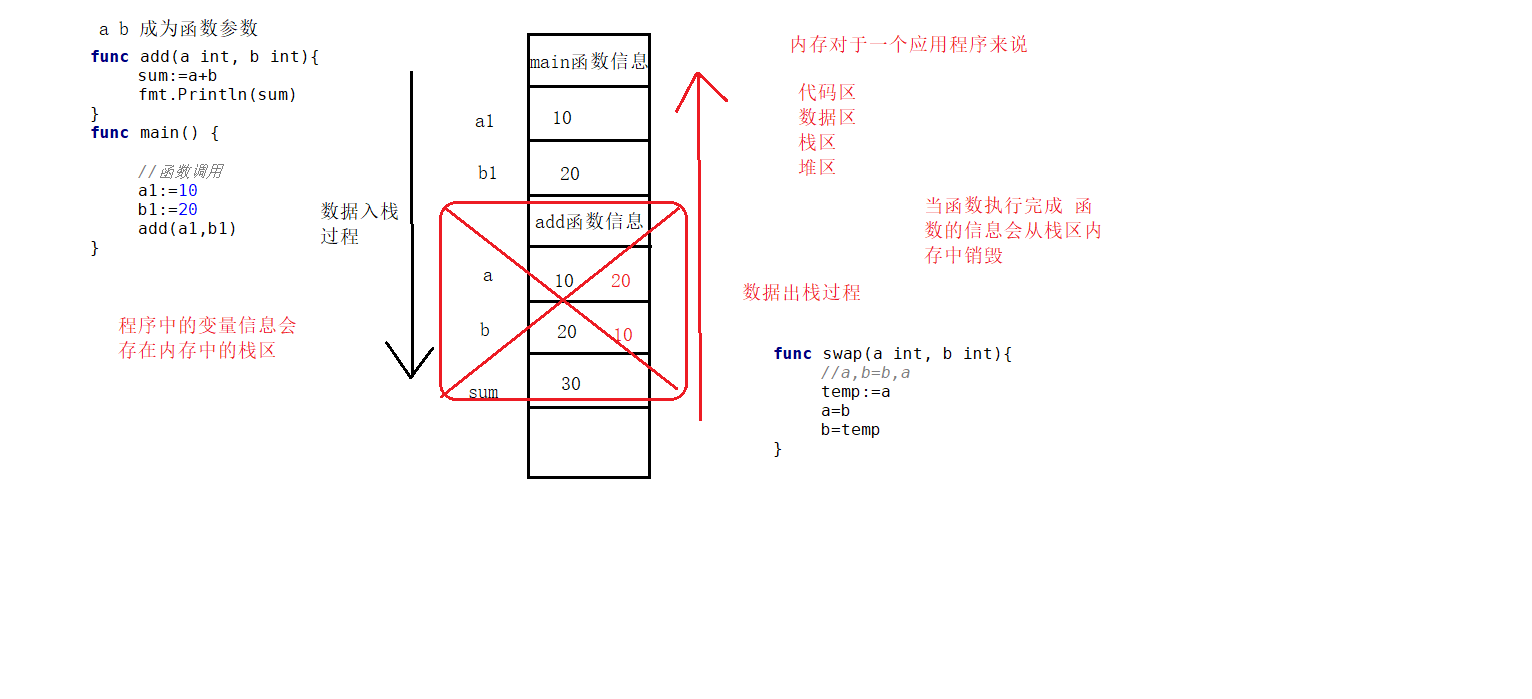 a b 成为函数参数
func add(a int, b int){
sum:=a+b
fmt.Println(sum)
}
func main() {
//函数调用
a1:=10
b1:=20
add(a1,b1)
}
数据入栈
过程
程序中的变量信息会
存在内存中的栈区
main函数信息
a1 10
b1 20
add函数信息
a 10 20
b 20 10
sum 30
内存对于一个应用程序来说
代码区
数据区
栈区
堆区
当函数执行完成 函
数的信息会从栈区内
存中销毁
数据出栈过程
func swap(a int, b int){
//a,b=b,a
temp:=a
a=b
b=temp
}